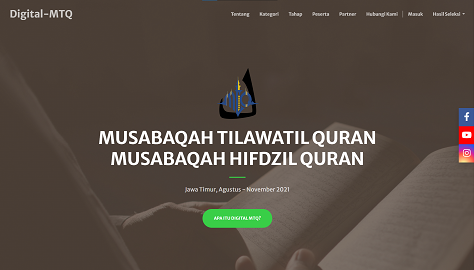 Digital-MTQ
Tentang Kategori Tahap Peserta Partner Hubungi Kami Masuk Hasil Seleksi
MUSABAQAH TILAWATIL QURAN
MUSABAQAH HIFDZIL QURAN
Jawa Timur, Agustus - November 2021
APA ITU DIGITAL MTQ?